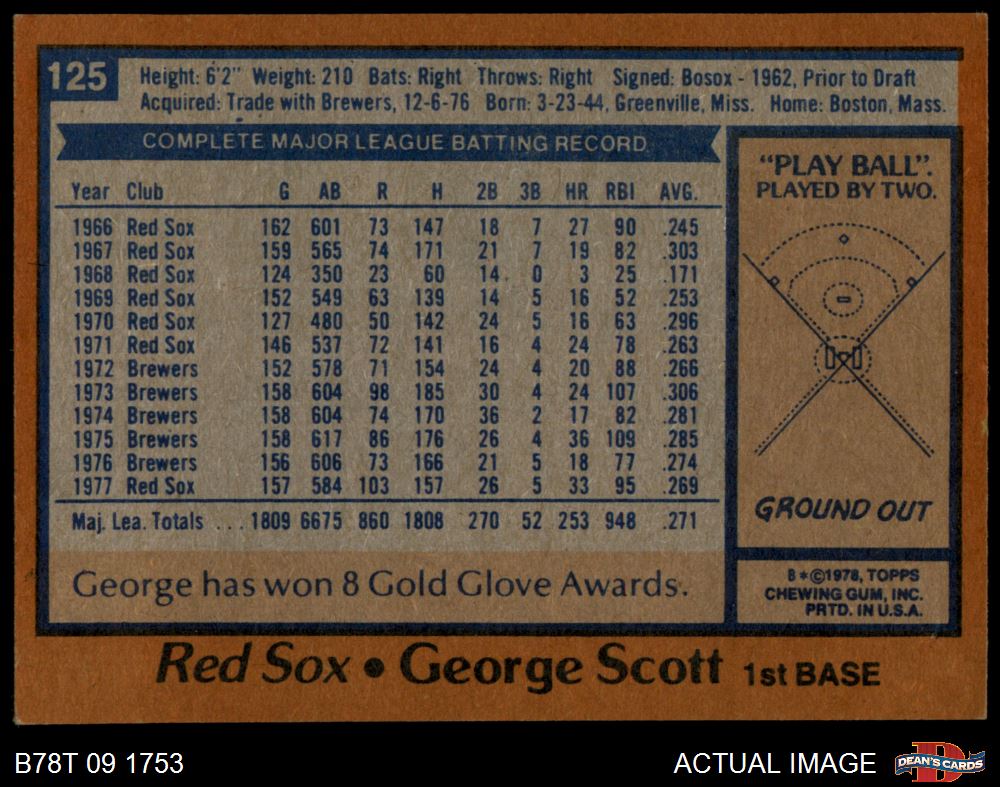 125
Height: 6'2" Weight: 210 Bats: Right Throws: Right Signed: Bosox - 1962, Prior to Draft
Acquired: Trade with Brewers, 12-6-76 Born: 3-23-44, Greenville, Miss. Home: Boston, Mass.
COMPLETE MAJOR LEAGUE BATTING RECORD
Year Club G AB R H 2B 3B HR RBI AVG.
1966 Red Sox 162 601 73 147 18 7 27 90 .245
1967 Red Sox 159 565 74 171 21 7 19 82 .303
1968 Red Sox 124 350 23 60 14 0 3 25 .171
1969 Red Sox 152 549 63 139 14 5 16 52 .253
1970 Red Sox 127 480 50 142 24 5 16 63 .296
1971 Red Sox 146 537 72 141 16 4 24 78 .263
1972 Brewers 152 578 71 154 24 4 20 88 .266
1973 Brewers 158 604 98 185 30 4 24 107 .306
1974 Brewers 158 604 74 170 36 2 17 82 .281
1975 Brewers 158 617 86 176 26 4 36 109 .285
1976 Brewers 156 606 73 166 21 5 18 77 .274
1977 Red Sox 157 584 103 157 26 5 33 95 .269
Maj. Lea. Totals ... 1809 6675 860 1808 270 52 253 948 .271
George has won 8 Gold Glove Awards.
"PLAY BALL".
PLAYED BY TWO.
GROUND OUT
B*©1978, TOPPS
CHEWING GUM, INC.
PRTD. IN U.S.A.
Red Sox • George Scott 1st BASE
B78T 09 1753
ACTUAL IMAGE
D
DEAN'S CARDS